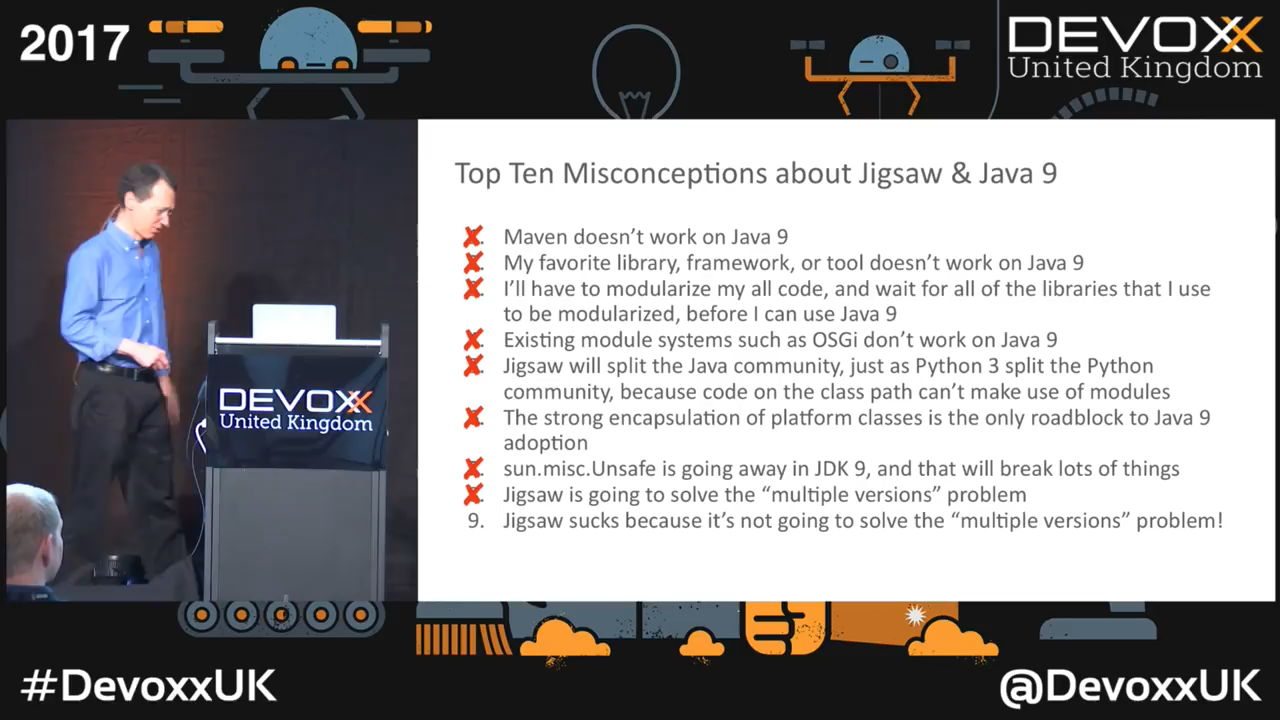 2017
DEVOXX
United Kingdom
Top Ten Misconceptions about Jigsaw & Java 9
Maven doesn't work on Java 9
My favorite library, framework, or tool doesn't work on Java 9
I'll have to modularize my all code, and wait for all of the libraries that I use
to be modularized, before I can use Java 9
Existing module systems such as OSGi don't work on Java 9
Jigsaw will split the Java community, just as Python 3 split the Python
community, because code on the class path can't make use of modules
The strong encapsulation of platform classes is the only roadblock to Java 9
adoption
sun.misc.Unsafe is going away in JDK 9, and that will break lots of things
Jigsaw is going to solve the “multiple versions” problem
9. Jigsaw sucks because it's not going to solve the “multiple versions” problem!
DEVOXX
United Kingdom
#DevoxxUK
@DevoxxUK